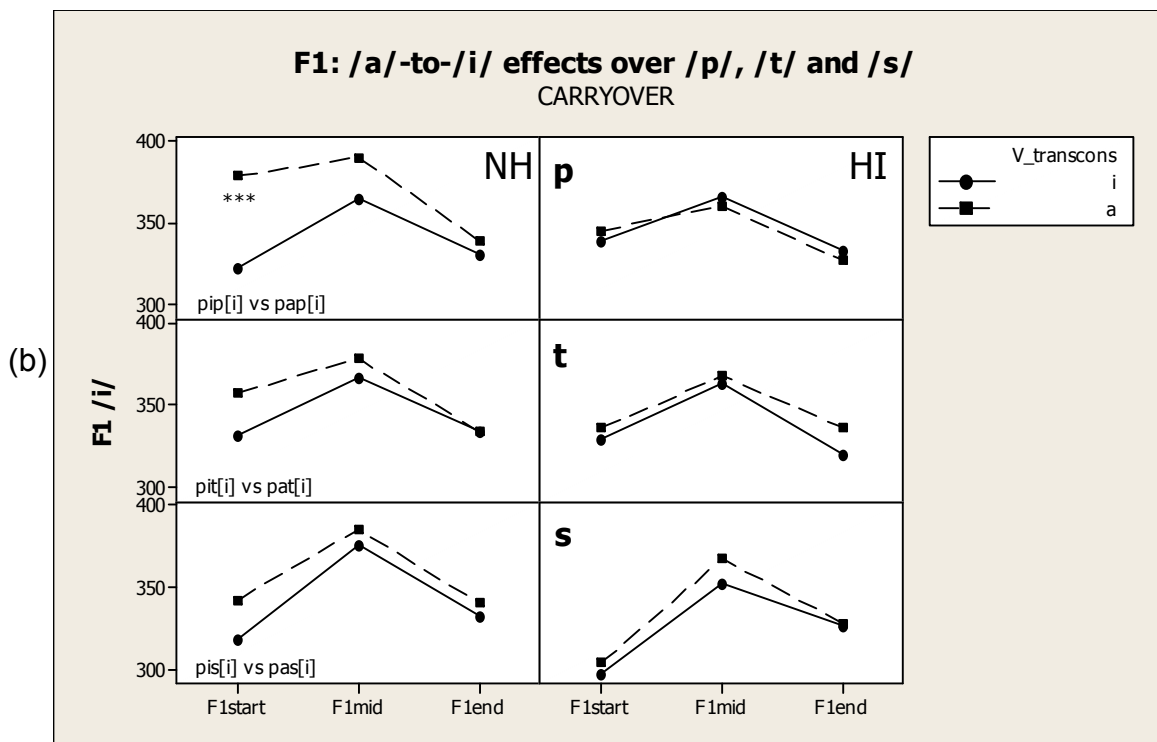 F1: /a/-to-/i/ effects over /p/, /t/ and /s/
CARRYOVER
(b)
F1 /i/
400
350
300
NH
***
pip[i] vs pap[i]
p
HI
400
350
300
pit[i] vs pat[i]
t
400
350
300
pis[i] vs pas[i]
s
F1start F1mid F1end F1start F1mid F1end
V_transcons
i
a